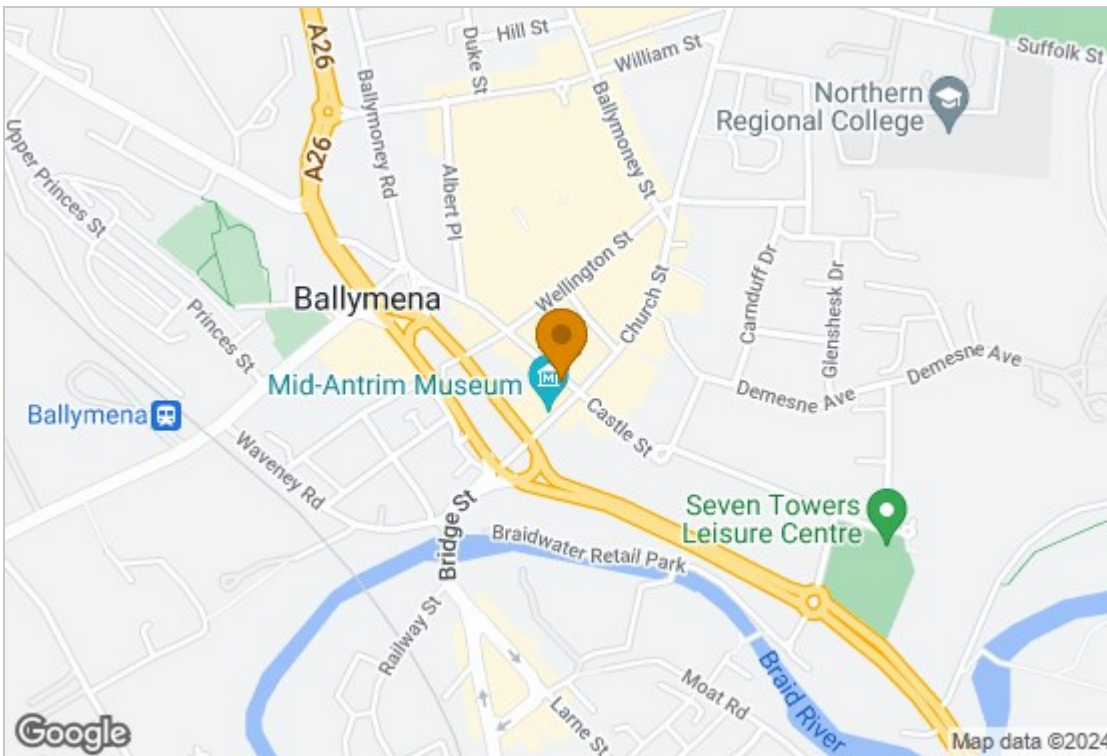 A26
Hill St
Duke St
William St
Suffolk St
Ballymoney Rd
Ballymoney St
Northern
Regional College
Upper Princes St
A26
Albert Pl
Wellington St
Church St
Carnduff Dr
Glenshesk Dr
Ballymena
Princes St
Demesne Ave
Mid-Antrim Museum
M
Demesne Ave
Ballymena
Castle St
Waveney Rd
Seven Towers
Leisure Centre
Bridge St
Braidwater Retail Park
Railway St
Braid River
Moat Rd
Larne St
Google
Map data ©2024